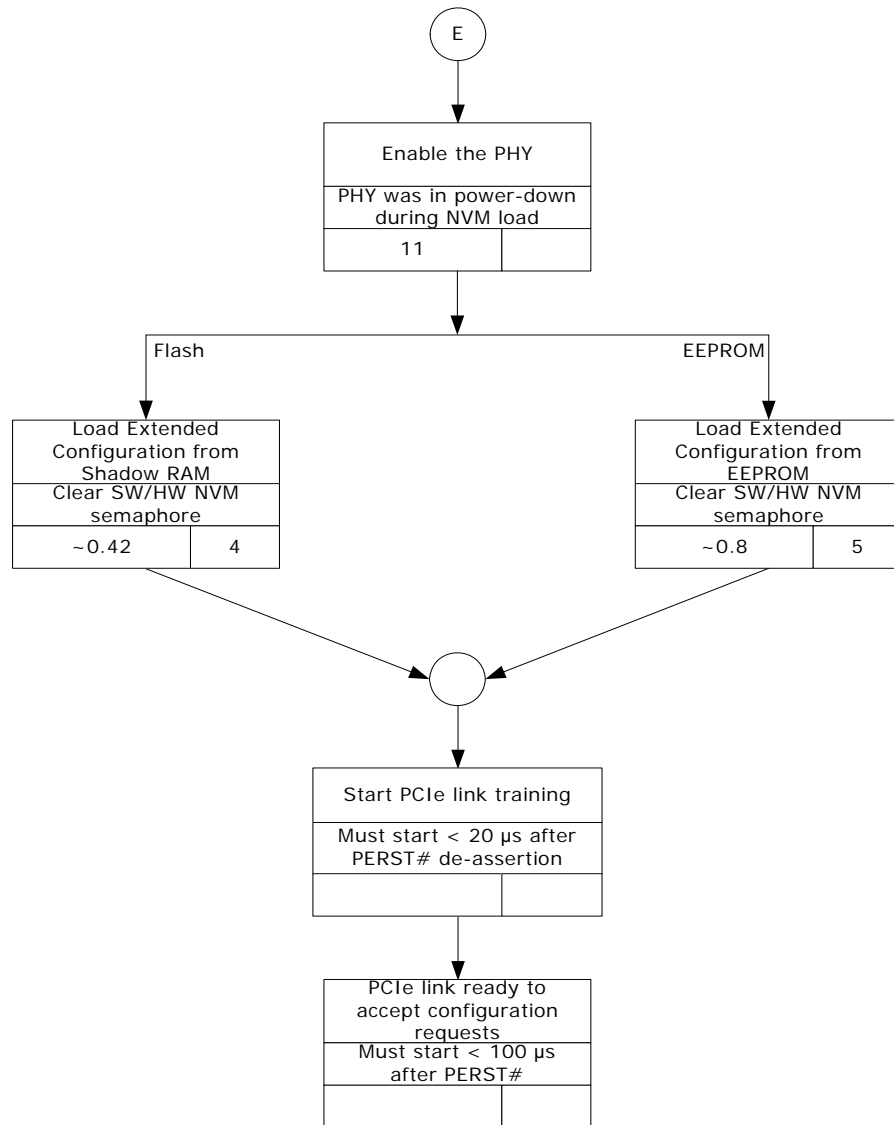 E
Enable the PHY
PHY was in power-down
during NVM load
11
Flash
EEPROM
Load Extended
Configuration from
Shadow RAM
Clear SW/HW NVM
semaphore
~0.42
4
Load Extended
Configuration from
EEPROM
Clear SW/HW NVM
semaphore
~0.8
5
Start PCIe link training
Must start < 20 μs after
PERST# de-assertion
PCIe link ready to
accept configuration
requests
Must start < 100 μs
after PERST#